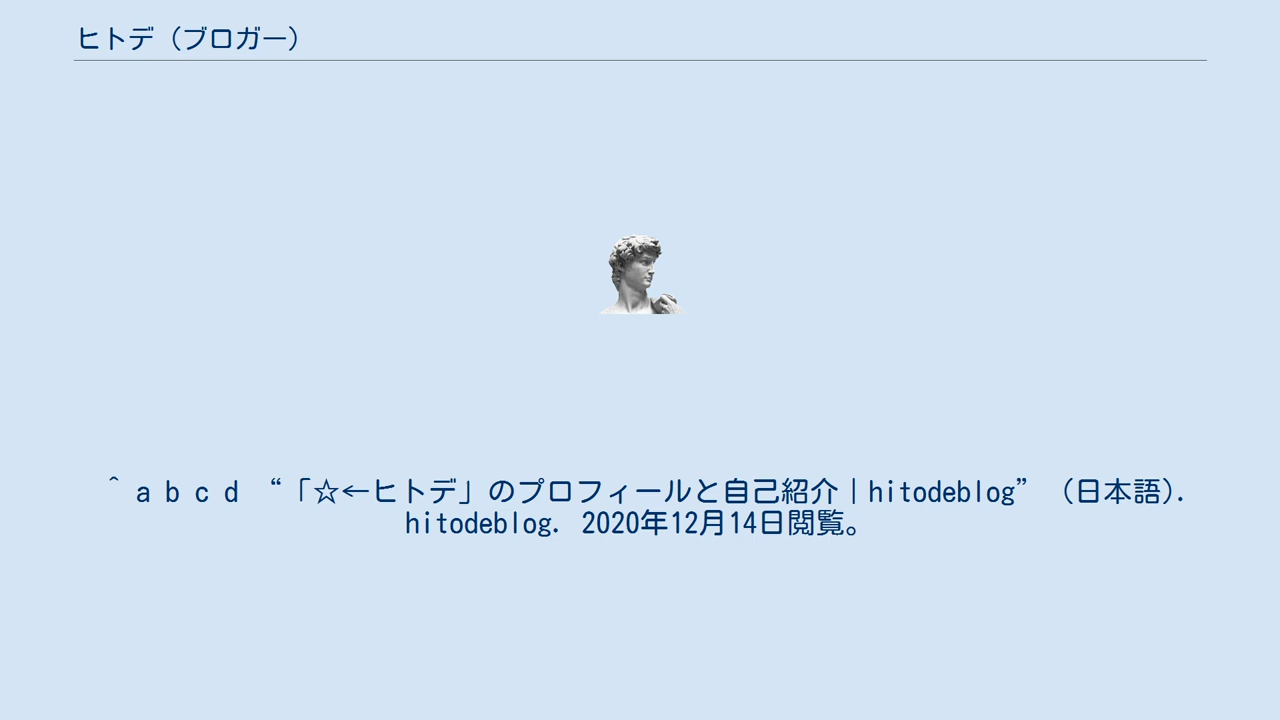 ヒトデ（ブロガー）
^ a b c d “「☆←ヒトデ」のプロフィールと自己紹介｜hitodeblog” （日本語）.
hitodeblog. 2020年12月14日閲覧。